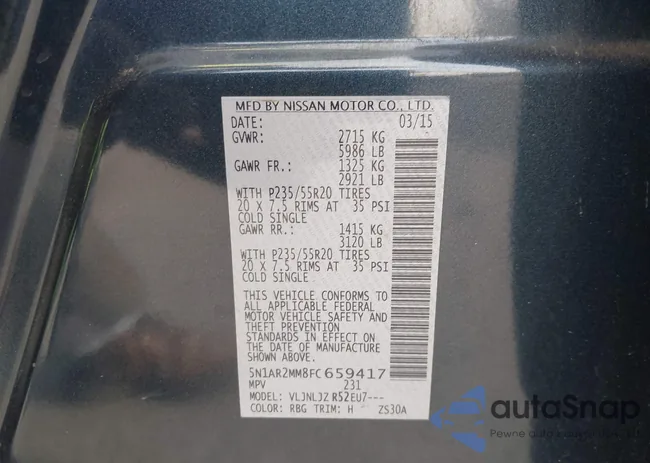 MFD BY NISSAN MOTOR CO., LTD.
DATE: 03/15
GVWR: 2715 KG
5986 LB
GAWR FR.: 1325 KG
2921 LB
WITH P235/55R20 TIRES
20 X 7.5 RIMS AT 35 PSI
COLD SINGLE
GAWR RR.: 1415 KG
3120 LB
WITH P235/55R20 TIRES
20 X 7.5 RIMS AT 35 PSI
COLD SINGLE
THIS VEHICLE CONFORMS TO
ALL APPLICABLE FEDERAL
MOTOR VEHICLE SAFETY AND
THEFT PREVENTION
STANDARDS IN EFFECT ON
THE DATE OF MANUFACTURE
SHOWN ABOVE.
5N1AR2MM8FC659417
MPV 231
MODEL: VLJNLJZ R52EU7---
COLOR: RBG TRIM: H ZS30A
autoSnap
Pewne auto